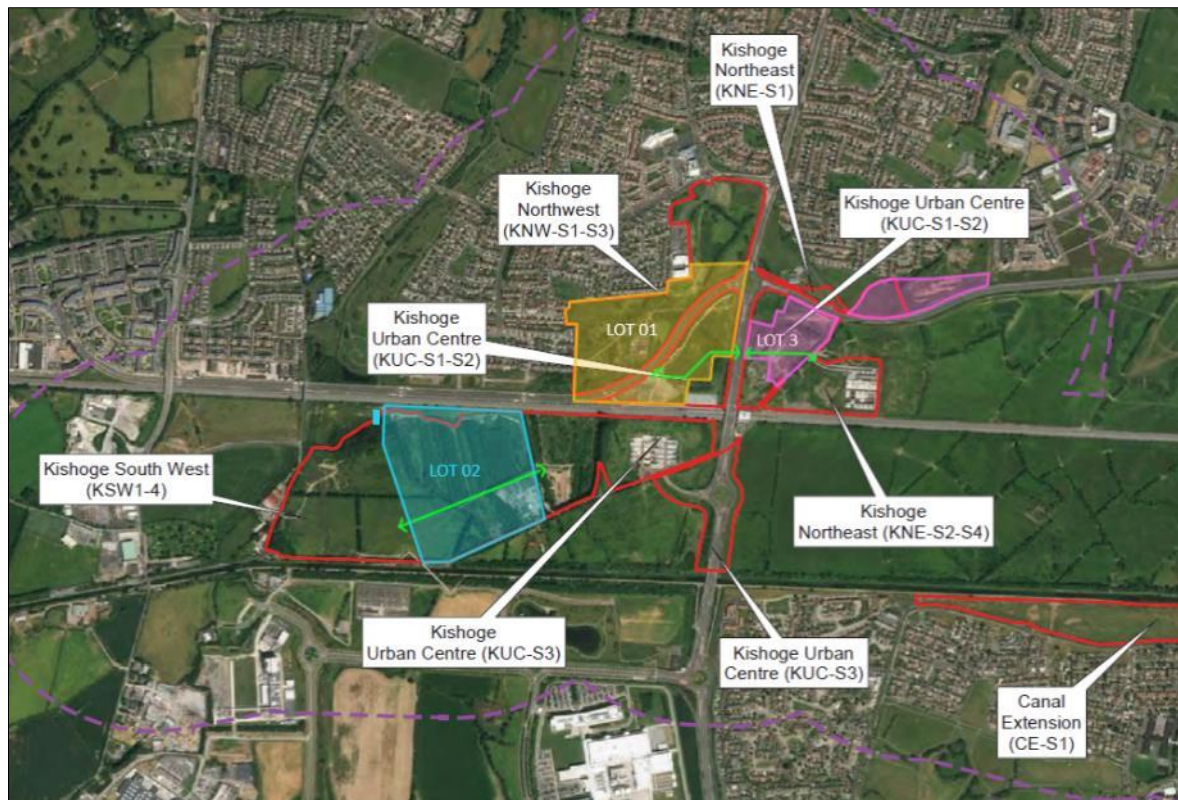 Kishoge
Northeast
(KNE-S1)
Kishoge
Northwest
(KNW-S1-S3)
Kishoge Urban Centre
(KUC-S1-S2)
Kishoge
Urban Centre
(KUC-S1-S2)
LOT 01
LOT 3
LOT 02
Kishoge South West
(KSW1-4)
Kishoge
Northeast (KNE-S2-S4)
Kishoge
Urban Centre (KUC-S3)
Kishoge Urban
Centre (KUC-S3)
Canal
Extension
(CE-S1)